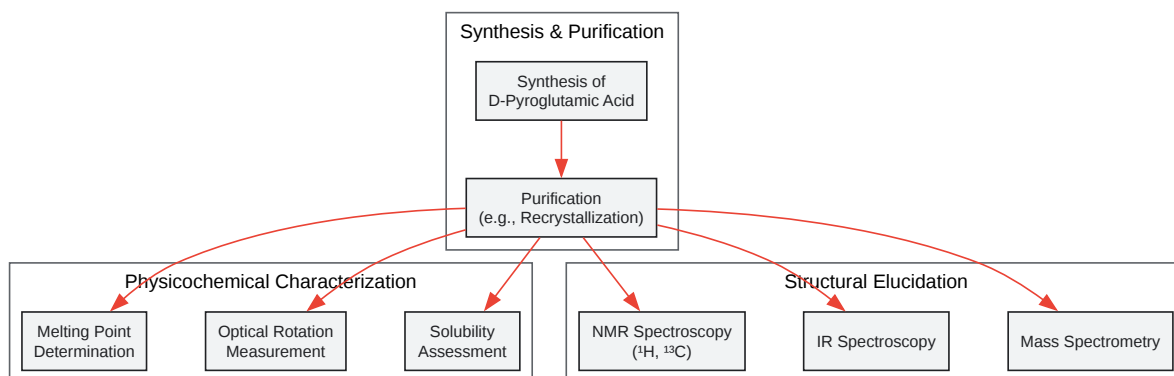 Synthesis & Purification
Synthesis of
D-Pyroglutamic Acid
Purification
(e.g., Recrystallization)
Physicochemical Characterization
Melting Point
Determination
Optical Rotation
Measurement
Solubility
Assessment
Structural Elucidation
NMR Spectroscopy
(¹H, ¹³C)
IR Spectroscopy
Mass Spectrometry